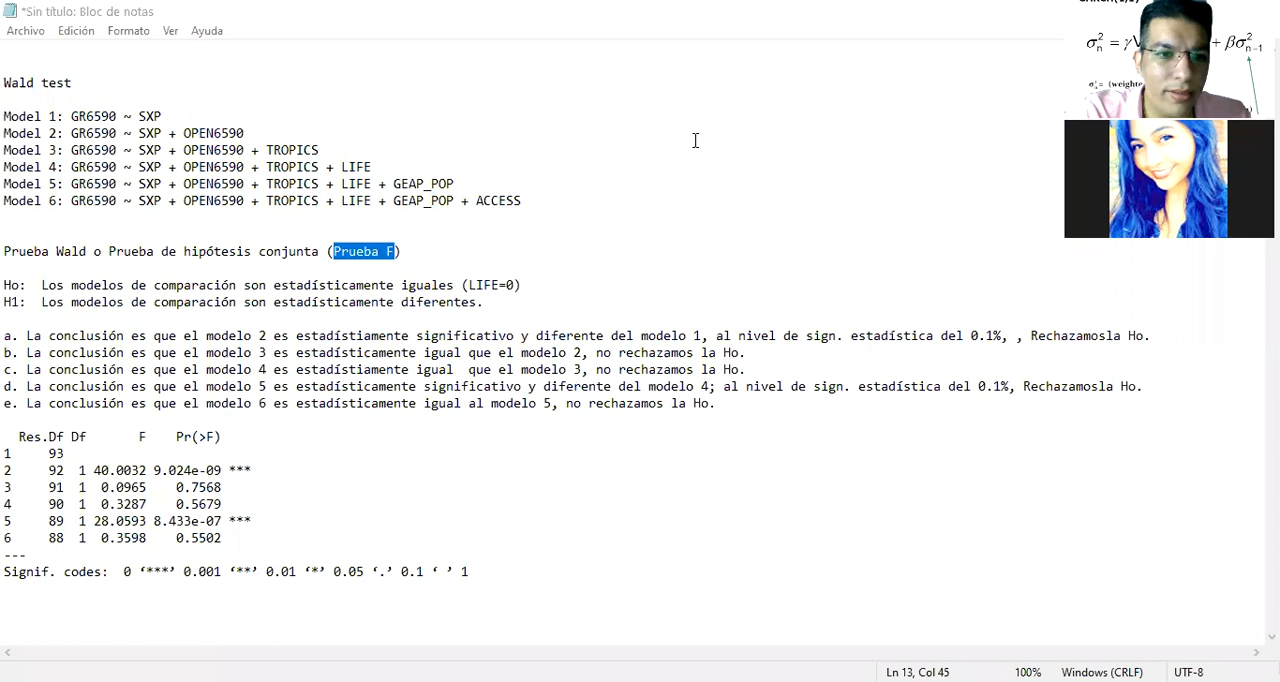 *Sin título: Bloc de notas
Archivo Edición Formato Ver Ayuda
Wald test
Model 1: GR6590 ~ SXP
Model 2: GR6590 ~ SXP + OPEN6590
Model 3: GR6590 ~ SXP + OPEN6590 + TROPICS
Model 4: GR6590 ~ SXP + OPEN6590 + TROPICS + LIFE
Model 5: GR6590 ~ SXP + OPEN6590 + TROPICS + LIFE + GEAP_POP
Model 6: GR6590 ~ SXP + OPEN6590 + TROPICS + LIFE + GEAP_POP + ACCESS
Prueba Wald o Prueba de hipótesis conjunta (Prueba F)
Ho: Los modelos de comparación son estadísticamente iguales (LIFE=0)
H1: Los modelos de comparación son estadísticamente diferentes.
a. La conclusión es que el modelo 2 es estadístiamente significativo y diferente del modelo 1, al nivel de sign. estadística del 0.1%, , Rechazamosla Ho.
b. La conclusión es que el modelo 3 es estadísticamente igual que el modelo 2, no rechazamos la Ho.
c. La conclusión es que el modelo 4 es estadístiamente igual que el modelo 3, no rechazamos la Ho.
d. La conclusión es que el modelo 5 es estadísticamente significativo y diferente del modelo 4; al nivel de sign. estadística del 0.1%, Rechazamosla Ho.
e. La conclusión es que el modelo 6 es estadísticamente igual al modelo 5, no rechazamos la Ho.
Res.Df Df F Pr(>F)
1 93
2 92 1 40.0032 9.024e-09 ***
3 91 1 0.0965 0.7568
4 90 1 0.3287 0.5679
5 89 1 28.0593 8.433e-07 ***
6 88 1 0.3598 0.5502
---
Signif. codes: 0 ‘***’ 0.001 ‘**’ 0.01 ‘*’ 0.05 ‘.’ 0.1 ‘ ’ 1
σ²n = γV + βσ²n−1
(weighte
Ln 13, Col 45 100% Windows (CRLF) UTF-8